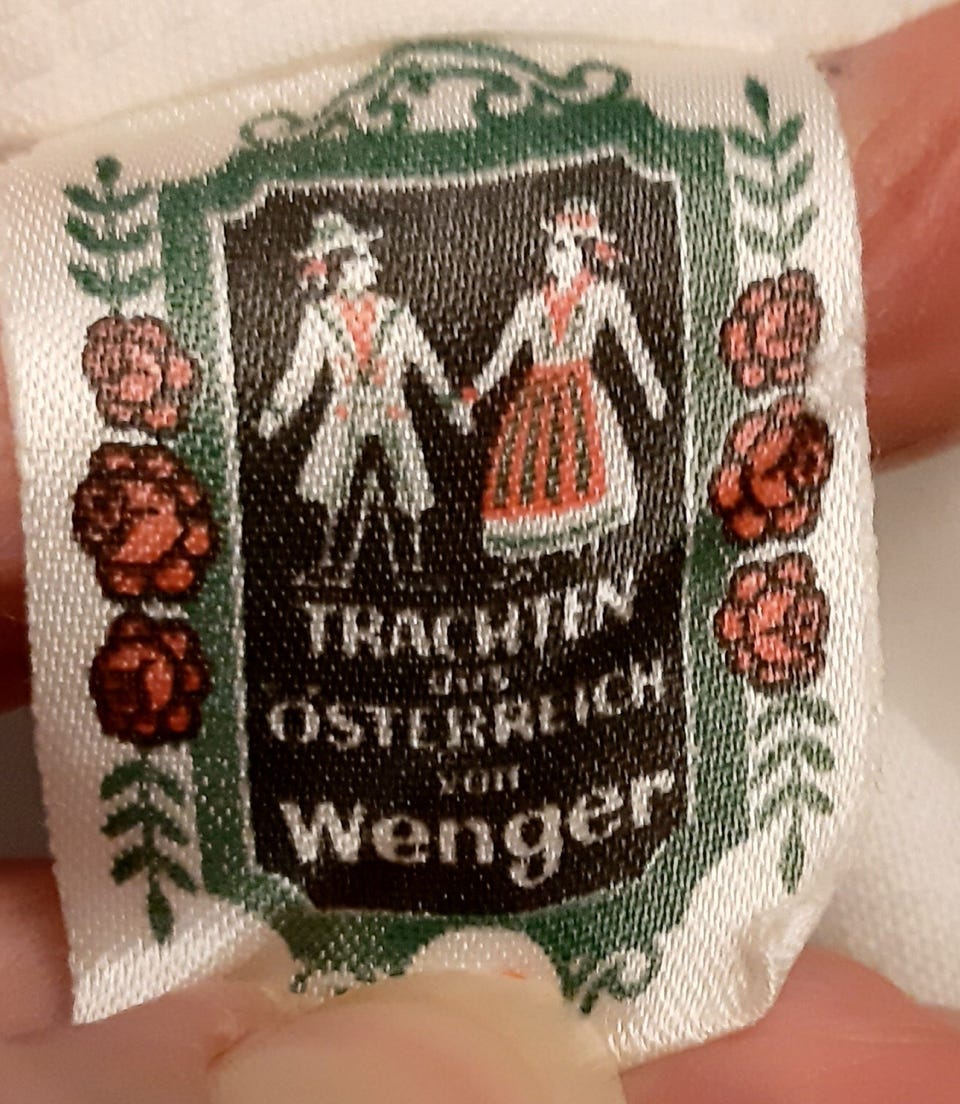 TRACHTEN
aus
ÖSTERREICH
von
Wenger